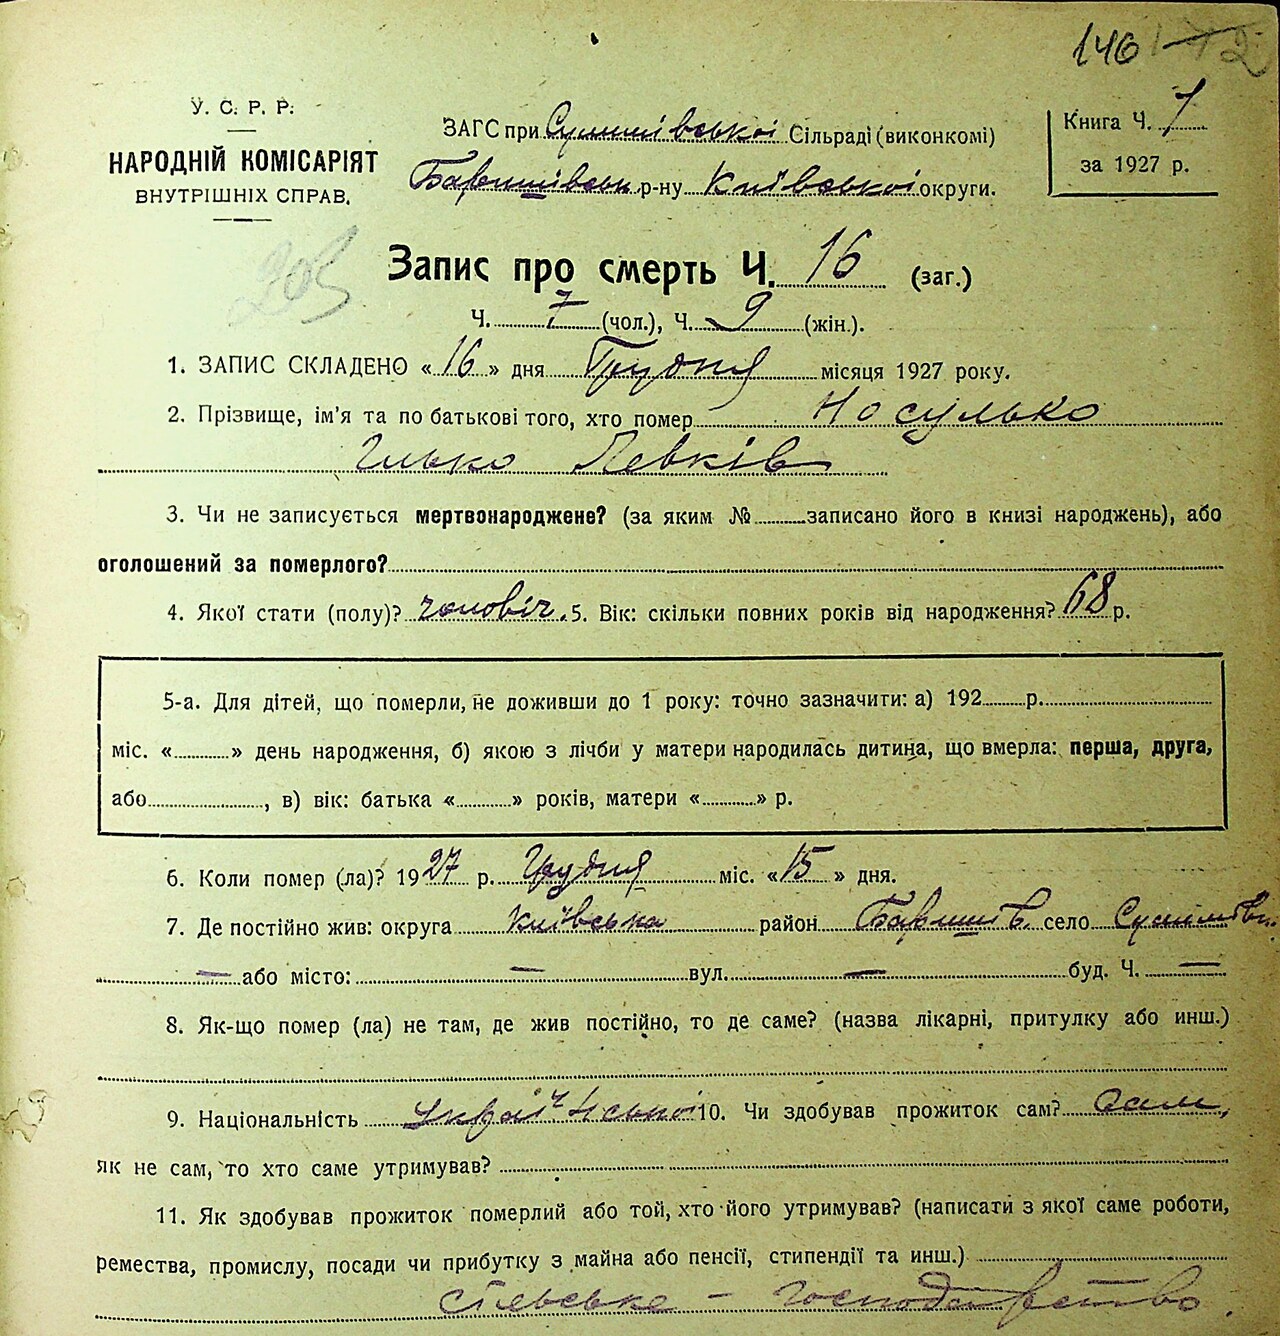 146
У. С. Р. Р.
НАРОДНІЙ КОМІСАРІЯТ
ВНУТРІШНІХ СПРАВ.
ЗАГС при Сулимівської Сільраді (виконкомі)
Баришівськ. р-ну Київської округи.
Книга Ч. 7
за 1927 р.
205
Запис про смерть Ч. 16 (заг.)
Ч. 7 (чол.), Ч. 9 (жін.).
1. ЗАПИС СКЛАДЕНО «16» дня Грудня місяця 1927 року.
2. Прізвище, ім'я та по батькові того, хто помер Носулько
Гнько Левків
3. Чи не записується мертвонароджене? (за яким № записано його в книзі народжень), або
оголошений за померлого?
4. Якої стати (полу)? чоловіч. 5. Вік: скільки повних років від народження? 68 р.
5-а. Для дітей, що померли, не доживши до 1 року: точно зазначити: а) 192 р.
міс. « » день народження, б) якою з лічби у матери народилась дитина, що вмерла: перша, друга,
або , в) вік: батька « » років, матери « » р.
6. Коли помер (ла)? 1927 р. Грудня міс. «15» дня.
7. Де постійно жив: округа Київська район Баришів. село Сулимівк.
— або місто: — вул. — буд. Ч. —
8. Як-що помер (ла) не там, де жив постійно, то де саме? (назва лікарні, притулку або инш.)
9. Національність української 10. Чи здобував прожиток сам? Сам,
як не сам, то хто саме утримував?
11. Як здобував прожиток померлий або той, хто його утримував? (написати з якої саме роботи,
ремества, промислу, посади чи прибутку з майна або пенсії, стипендії та инш.)
сільське - господарство.